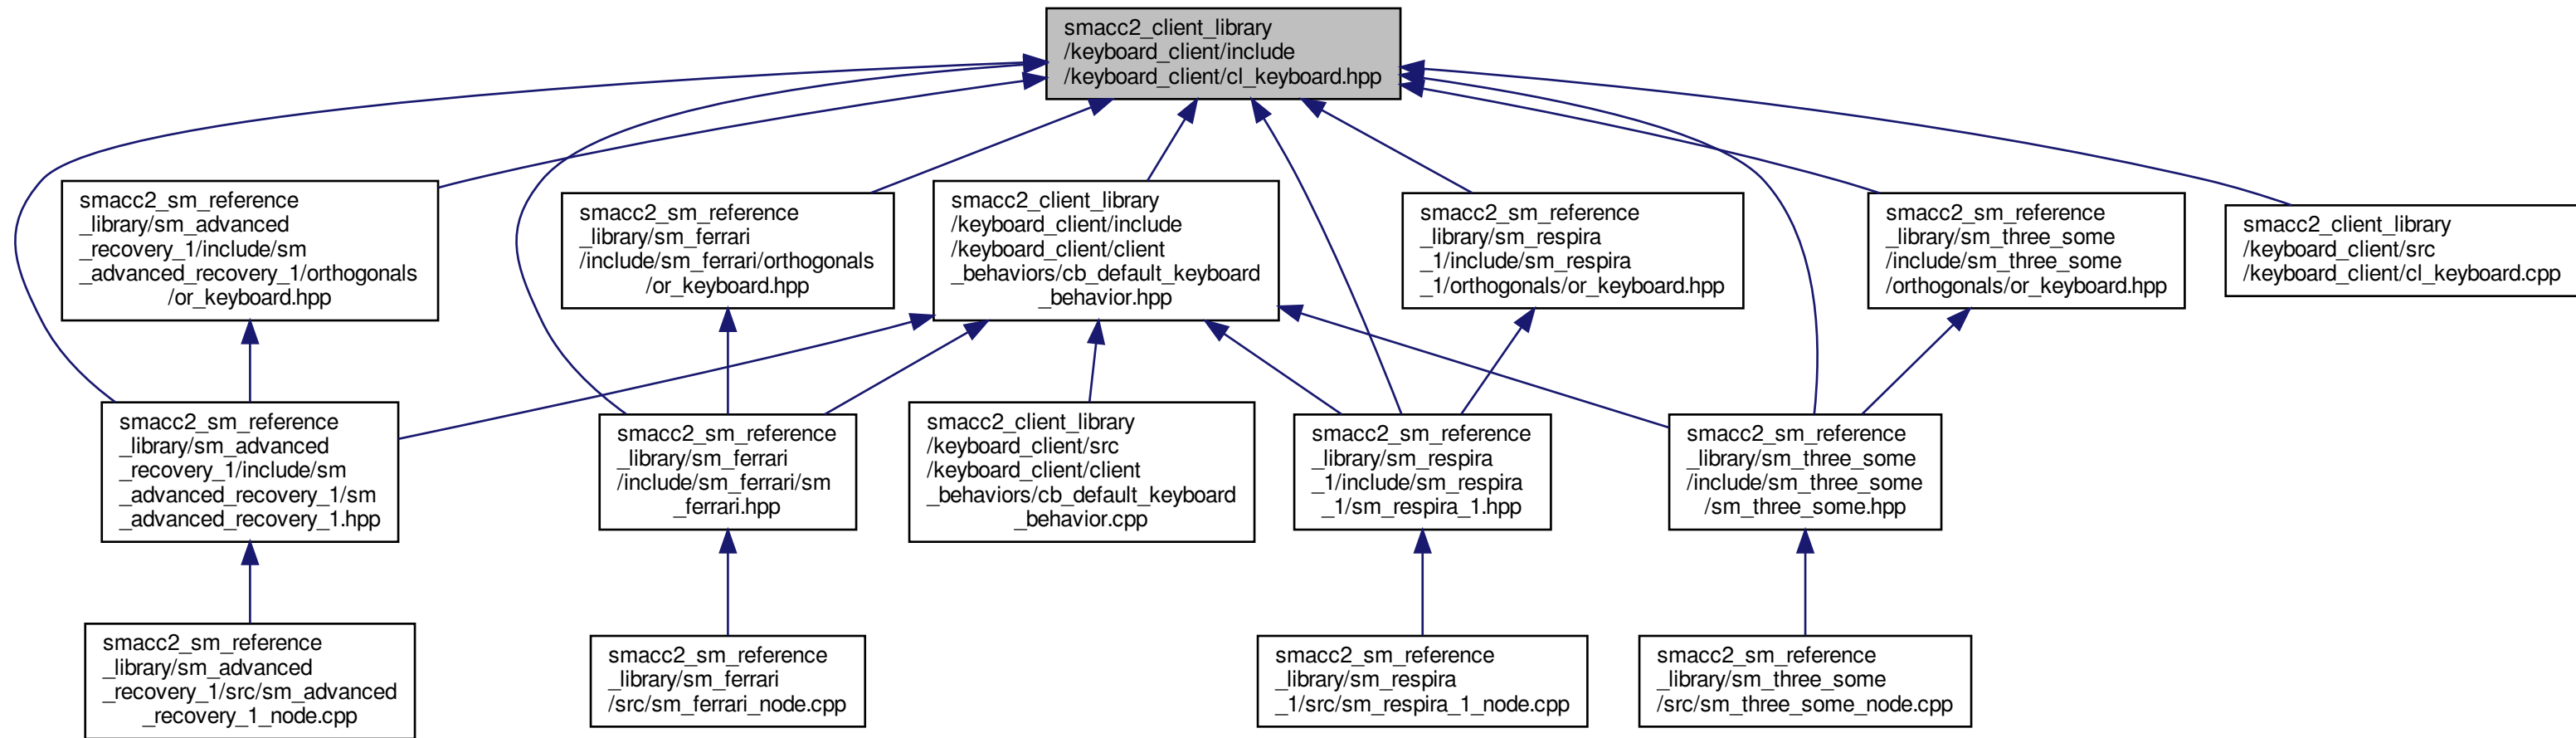 smacc2_client_library
/keyboard_client/include
/keyboard_client/cl_keyboard.hpp
smacc2_sm_reference
_library/sm_advanced
_recovery_1/include/sm
_advanced_recovery_1/orthogonals
/or_keyboard.hpp
smacc2_sm_reference
_library/sm_ferrari
/include/sm_ferrari/orthogonals
/or_keyboard.hpp
smacc2_client_library
/keyboard_client/include
/keyboard_client/client
_behaviors/cb_default_keyboard
_behavior.hpp
smacc2_sm_reference
_library/sm_respira
_1/include/sm_respira
_1/orthogonals/or_keyboard.hpp
smacc2_sm_reference
_library/sm_three_some
/include/sm_three_some
/orthogonals/or_keyboard.hpp
smacc2_client_library
/keyboard_client/src
/keyboard_client/cl_keyboard.cpp
smacc2_sm_reference
_library/sm_advanced
_recovery_1/include/sm
_advanced_recovery_1/sm
_advanced_recovery_1.hpp
smacc2_sm_reference
_library/sm_ferrari
/include/sm_ferrari/sm
_ferrari.hpp
smacc2_client_library
/keyboard_client/src
/keyboard_client/client
_behaviors/cb_default_keyboard
_behavior.cpp
smacc2_sm_reference
_library/sm_respira
_1/include/sm_respira
_1/sm_respira_1.hpp
smacc2_sm_reference
_library/sm_three_some
/include/sm_three_some
/sm_three_some.hpp
smacc2_sm_reference
_library/sm_advanced
_recovery_1/src/sm_advanced
_recovery_1_node.cpp
smacc2_sm_reference
_library/sm_ferrari
/src/sm_ferrari_node.cpp
smacc2_sm_reference
_library/sm_respira
_1/src/sm_respira_1_node.cpp
smacc2_sm_reference
_library/sm_three_some
/src/sm_three_some_node.cpp